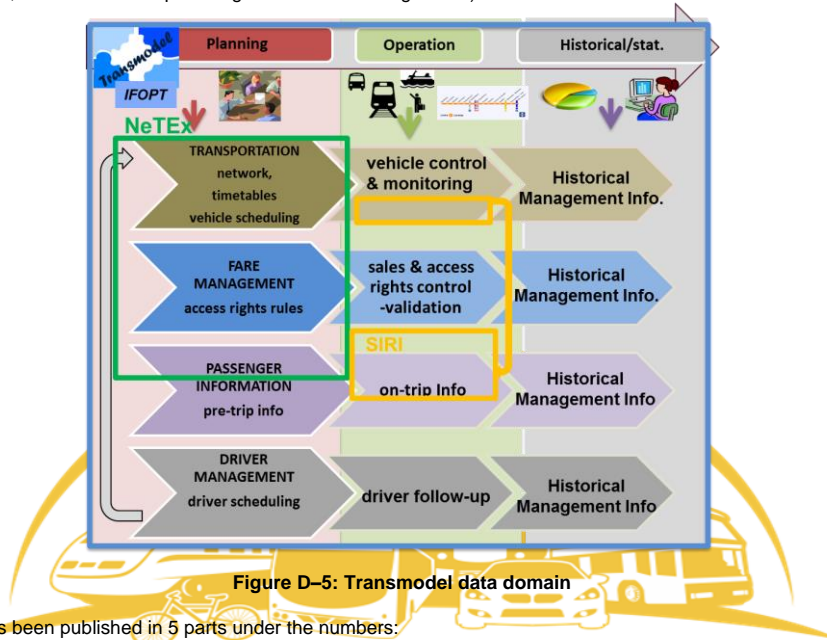 Planning
Operation
Historical/stat.
Transmodel
IFOPT
NeTEx
TRANSPORTATION
network,
timetables
vehicle scheduling
vehicle control
& monitoring
Historical
Management Info.
FARE
MANAGEMENT
access rights rules
sales & access
rights control
-validation
Historical
Management Info.
PASSENGER
INFORMATION
pre-trip info
SIRI
on-trip Info
Historical
Management Info
DRIVER
MANAGEMENT
driver scheduling
driver follow-up
Historical
Management Info
Figure D–5: Transmodel data domain
s been published in 5 parts under the numbers: